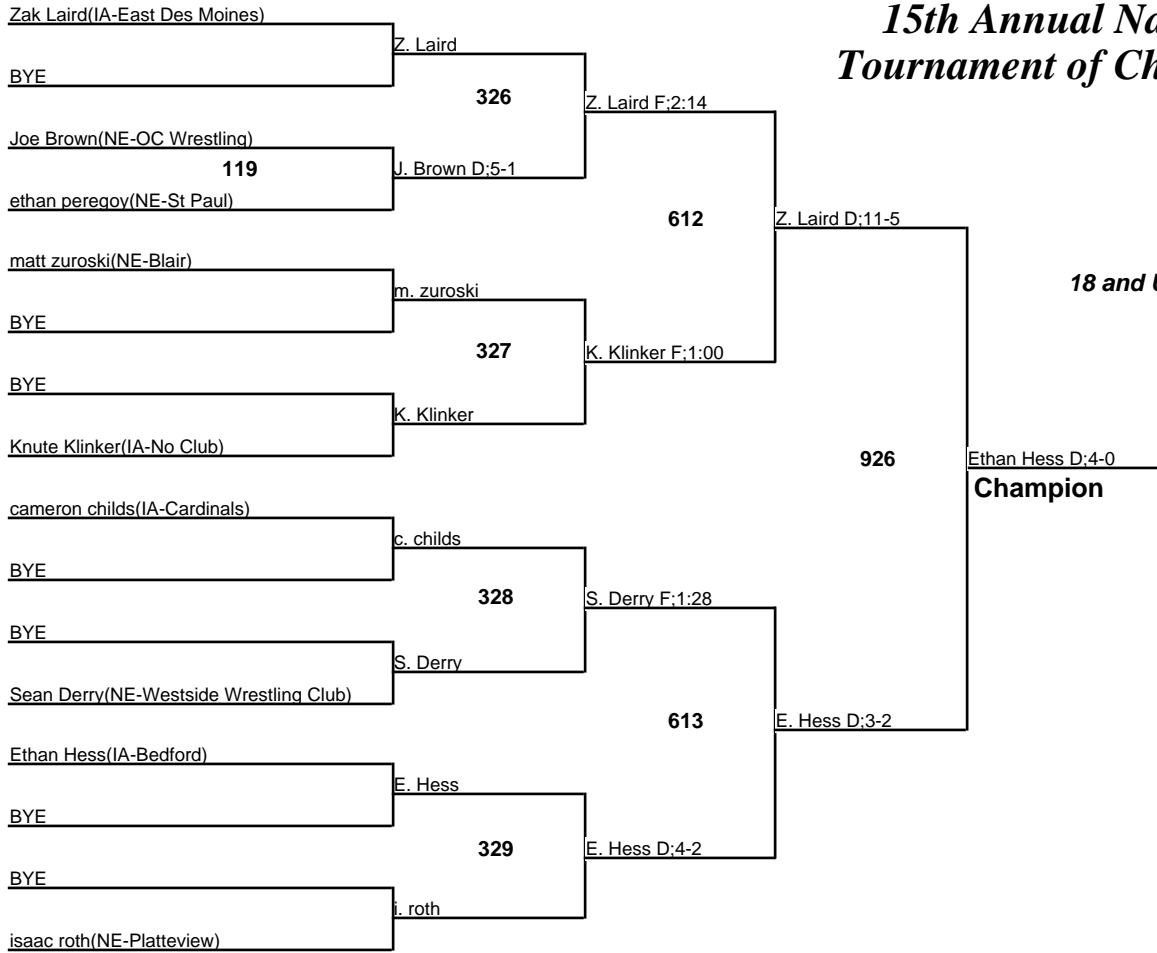 15th Annual Na
Tournament of Ch
18 and U
Zak Laird(IA-East Des Moines)
BYE
Joe Brown(NE-OC Wrestling)
119
ethan peregoy(NE-St Paul)
matt zuroski(NE-Blair)
BYE
BYE
Knute Klinker(IA-No Club)
cameron childs(IA-Cardinals)
BYE
BYE
Sean Derry(NE-Westside Wrestling Club)
Ethan Hess(IA-Bedford)
BYE
BYE
isaac roth(NE-Platteview)
Z. Laird
326
J. Brown D;5-1
m. zuroski
327
K. Klinker
c. childs
328
S. Derry
E. Hess
329
i. roth
Z. Laird F;2:14
612
K. Klinker F;1:00
S. Derry F;1:28
613
E. Hess D;4-2
Z. Laird D;11-5
926
E. Hess D;3-2
Ethan Hess D;4-0
Champion